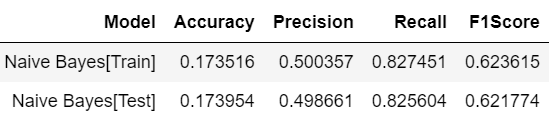 Model Accuracy Precision Recall F1Score
Naive Bayes[Train] 0.173516 0.500357 0.827451 0.623615
Naive Bayes[Test] 0.173954 0.498661 0.825604 0.621774